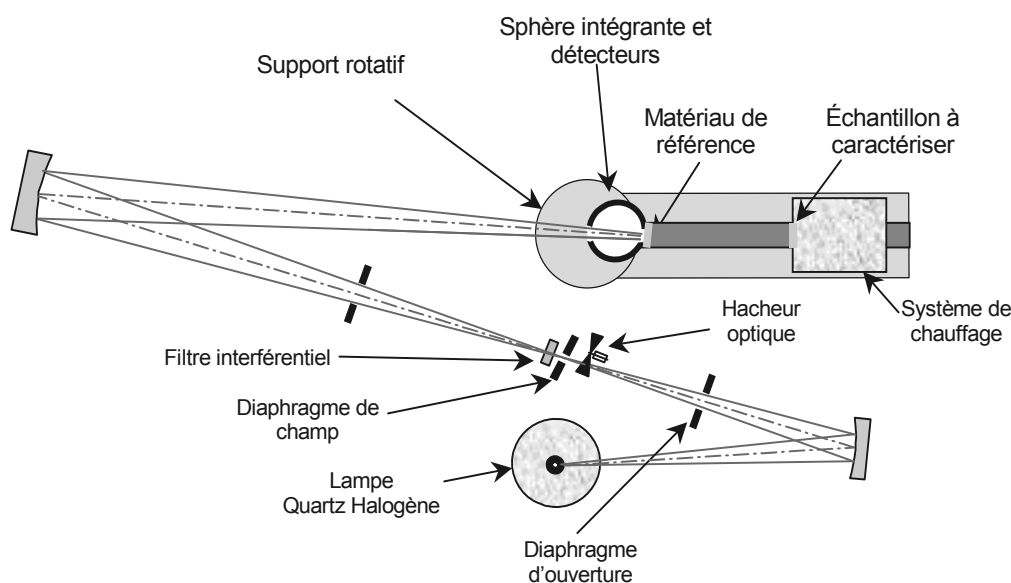 Sphère intégrante et
détecteurs
Support rotatif
Matériau de
référence
Échantillon à
caractériser
Hacheur
optique
Système de
chauffage
Filtre interférentiel
Diaphragme de
champ
Lampe
Quartz Halogène
Diaphragme
d'ouverture